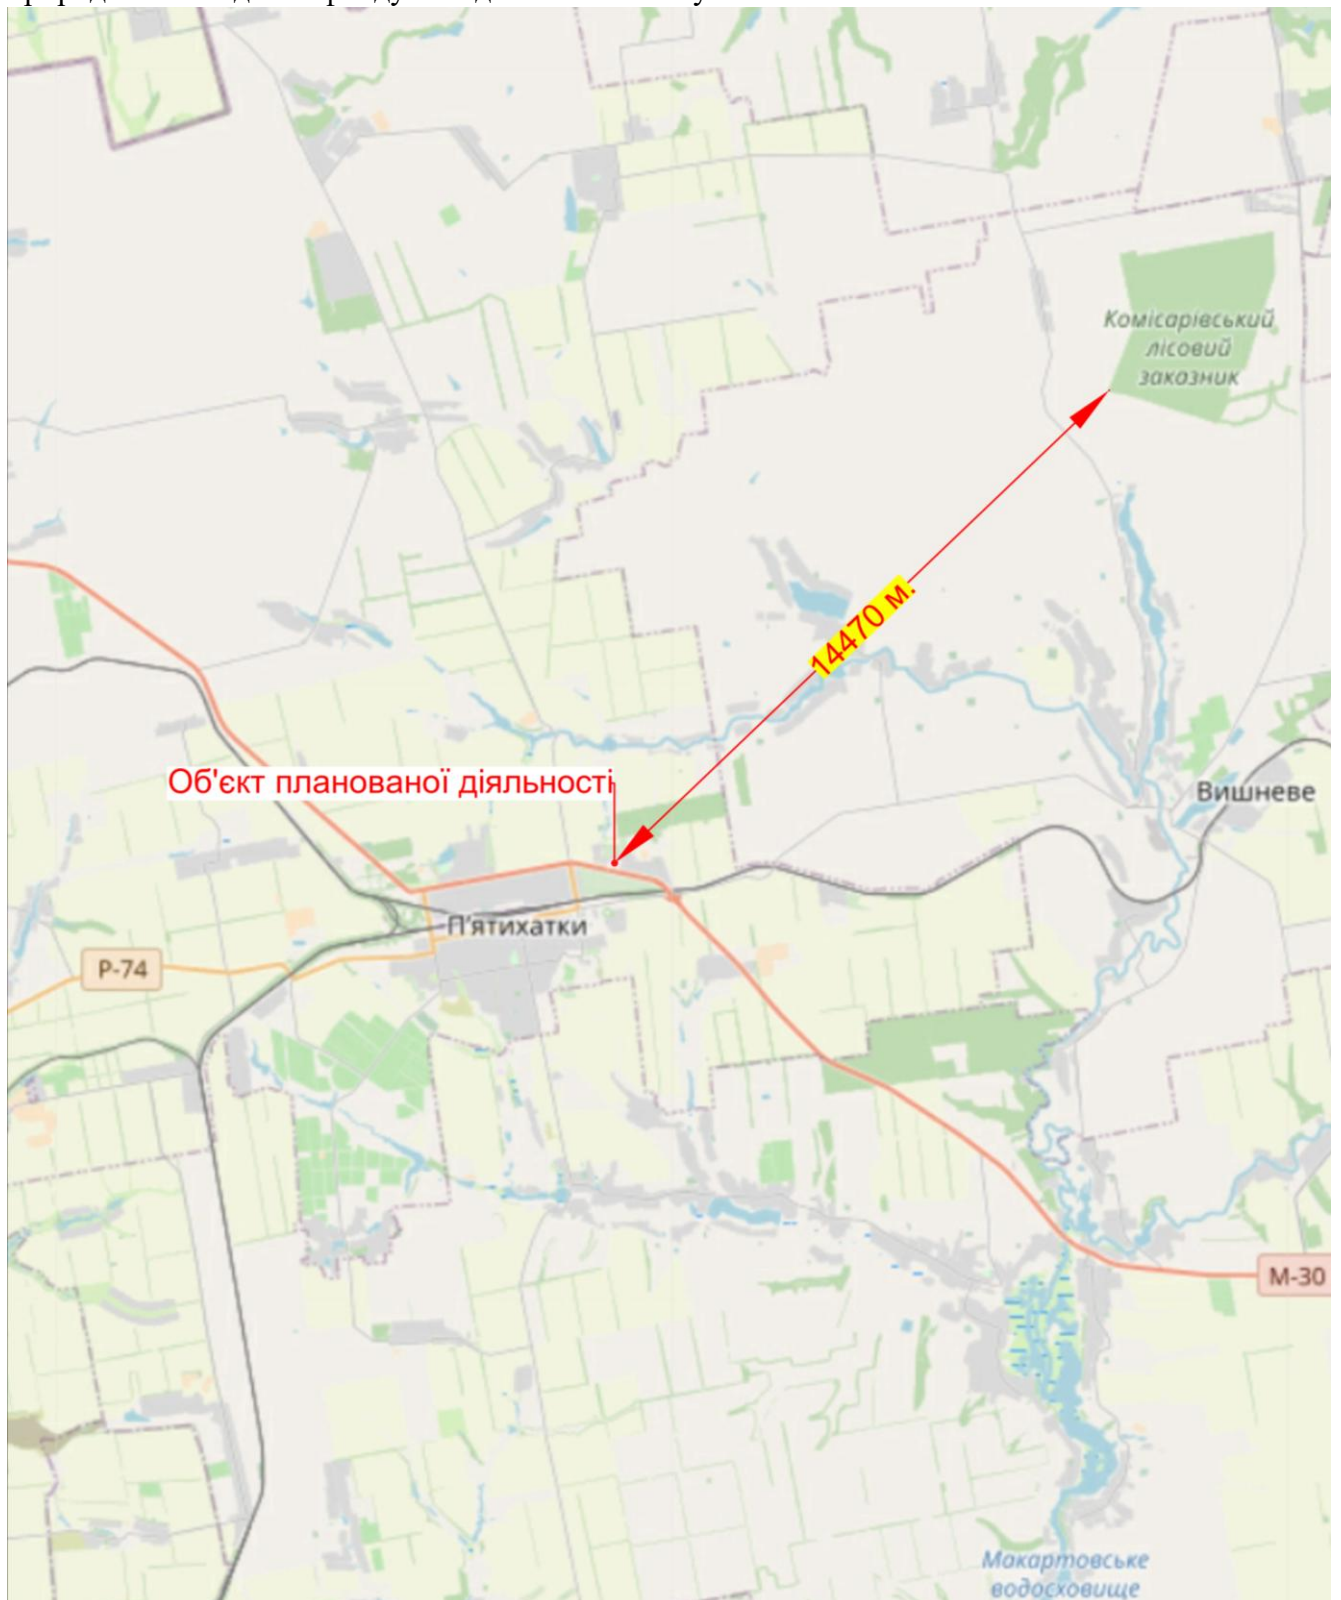 Комісарівський
лісовий
заказник
14470 м.
Об'єкт планованої діяльності
Вишневе
П'ятихатки
Р-74
М-30
Макартовське
водосховище